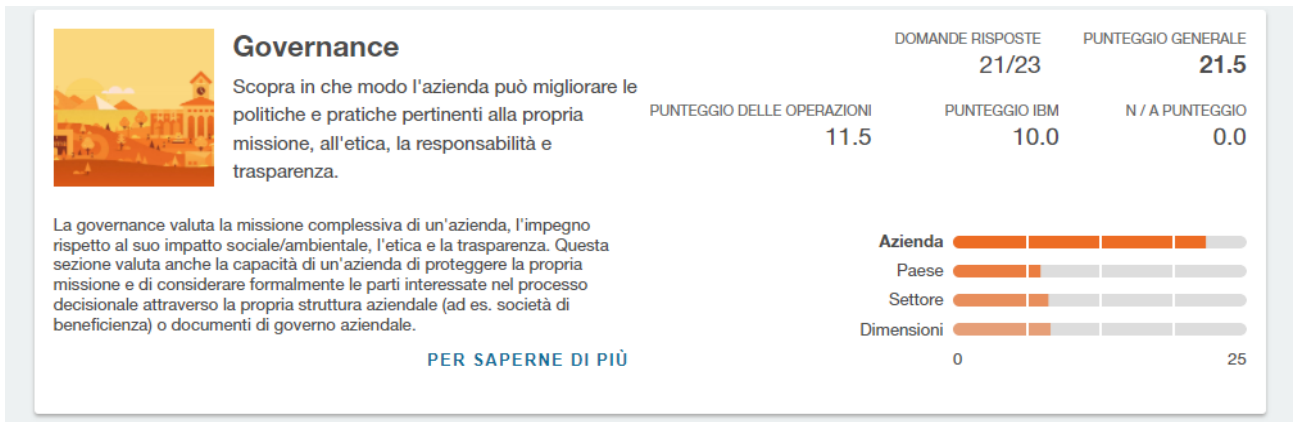 Governance
Scopra in che modo l'azienda può migliorare le
politiche e pratiche pertinenti alla propria
missione, all'etica, la responsabilità e
trasparenza.
DOMANDE RISPOSTE
21/23
PUNTEGGIO GENERALE
21.5
PUNTEGGIO DELLE OPERAZIONI
11.5
PUNTEGGIO IBM
10.0
N / A PUNTEGGIO
0.0
La governance valuta la missione complessiva di un'azienda, l'impegno
rispetto al suo impatto sociale/ambientale, l'etica e la trasparenza. Questa
sezione valuta anche la capacità di un'azienda di proteggere la propria
missione e di considerare formalmente le parti interessate nel processo
decisionale attraverso la propria struttura aziendale (ad es. società di
beneficienza) o documenti di governo aziendale.
PER SAPERNE DI PIÙ
Azienda
Paese
Settore
Dimensioni
0 25